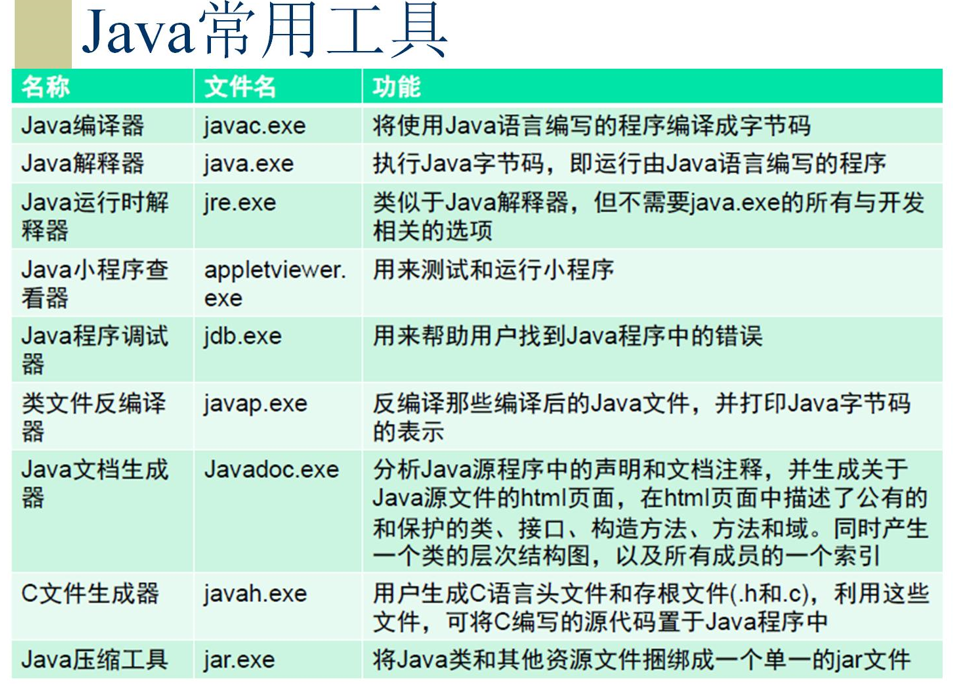 Java常用工具
名称 文件名 功能
Java编译器 javac.exe 将使用Java语言编写的程序编译成字节码
Java解释器 java.exe 执行Java字节码，即运行由Java语言编写的程序
Java运行时解 jre.exe 类似于Java解释器，但不需要java.exe的所有与开发
释器 相关的选项
Java小程序查 appletviewer. 用来测试和运行小程序
看器 exe
Java程序调试 jdb.exe 用来帮助用户找到Java程序中的错误
器
类文件反编译 javap.exe 反编译那些编译后的Java文件，并打印Java字节码
器 的表示
Java文档生成 Javadoc.exe 分析Java源程序中的声明和文档注释，并生成关于
器 Java源文件的html页面，在html页面中描述了公有的
和保护的类、接口、构造方法、方法和域。同时产生
一个类的层次结构图，以及所有成员的一个索引
C文件生成器 javah.exe 用户生成C语言头文件和存根文件(.h和.c)，利用这些
文件，可将C编写的源代码置于Java程序中
Java压缩工具 jar.exe 将Java类和其他资源文件捆绑成一个单一的jar文件